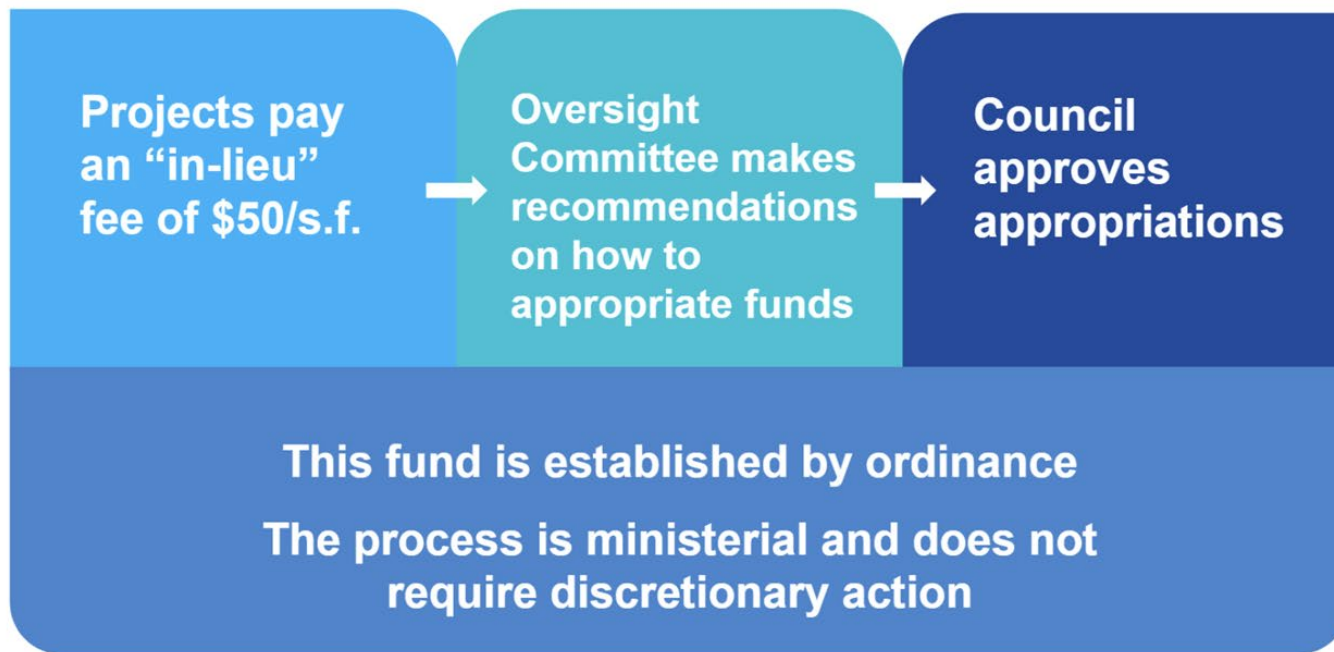 Projects pay
an “in-lieu”
fee of $50/s.f.
Oversight
Committee makes
recommendations
on how to
appropriate funds
Council
approves
appropriations
This fund is established by ordinance
The process is ministerial and does not
require discretionary action